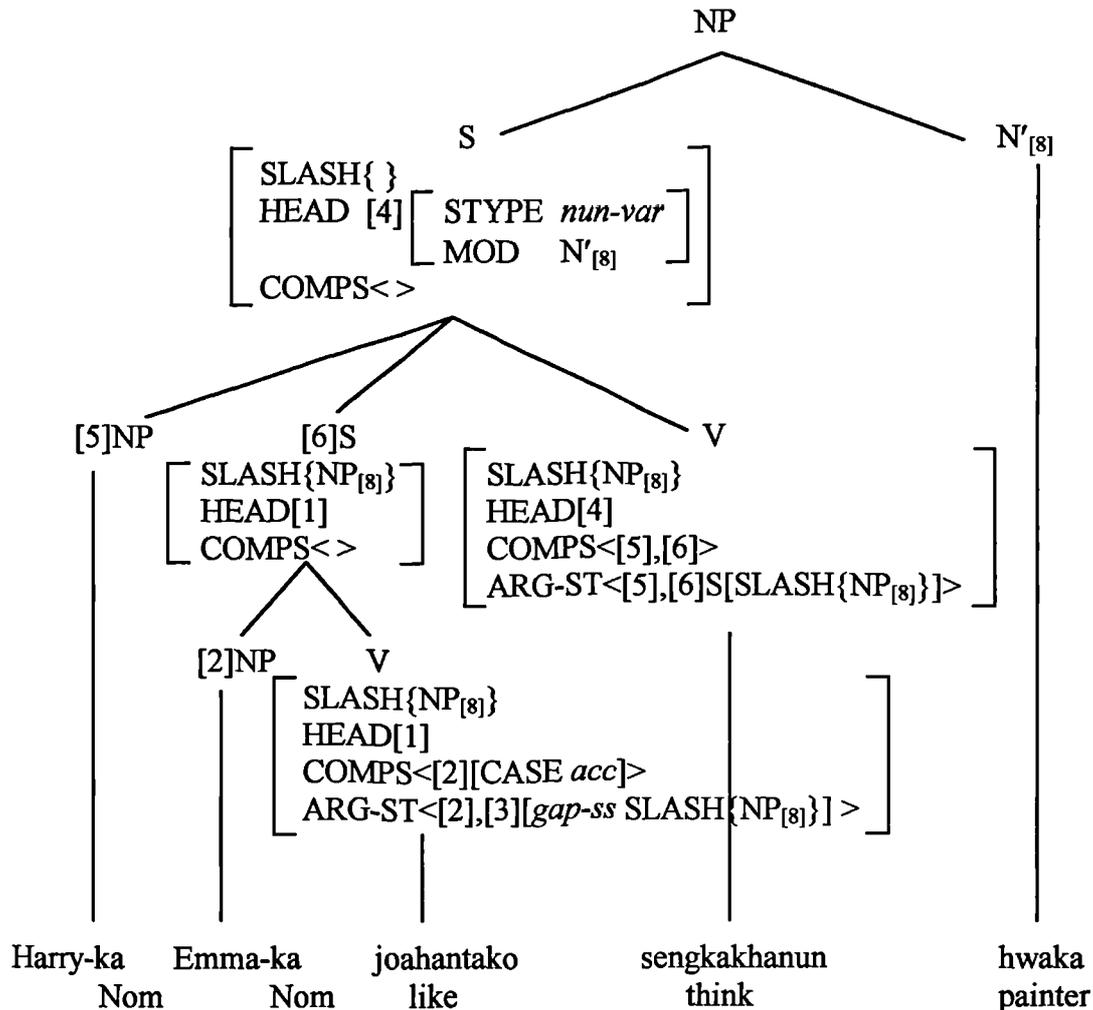 NP
S
N′[8]
SLASH{ }
HEAD [4]
STYPE nun-var
MOD N′[8]
COMPS< >
[5]NP
[6]S
V
SLASH{NP[8]}
HEAD[1]
COMPS< >
SLASH{NP[8]}
HEAD[4]
COMPS<[5],[6]>
ARG-ST<[5],[6]S[SLASH{NP[8]}]>
[2]NP
V
SLASH{NP[8]}
HEAD[1]
COMPS<[2][CASE acc]>
ARG-ST<[2],[3][gap-ss SLASH{NP[8]}] >
Harry-ka Emma-ka joahantako sengkakhanun hwaka
Nom Nom like think painter